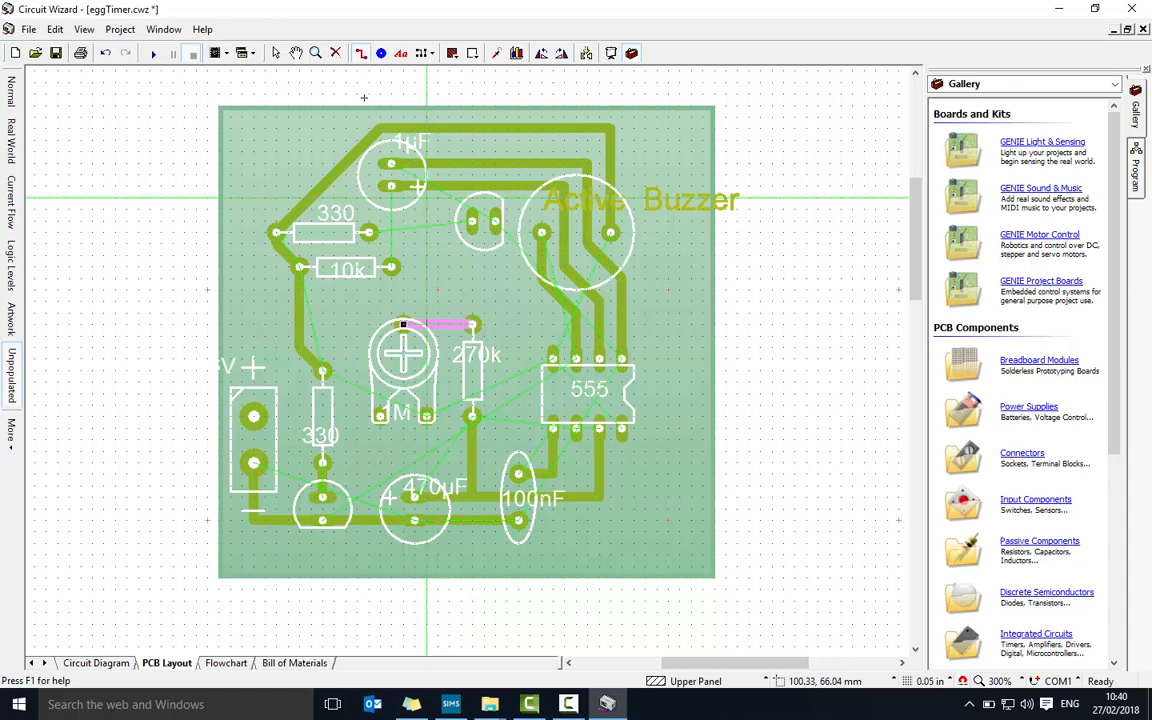 Circuit Wizard - [eggTimer.cwz *]
File Edit View Project Window Help
Aa
Gallery
Normal
Real World
Current Flow
Logic Levels
Artwork
Unpopulated
More
1µF
+
330
10k
Active Buzzer
270k
1M
555
V +
330
+ 470µF
100nF
Boards and Kits
GENIE Light & Sensing
Light up your projects and
begin sensing the real world.
GENIE Sound & Music
Add real sound effects and
MIDI music to your projects.
GENIE Motor Control
Robotics and control over DC,
stepper and servo motors.
GENIE Project Boards
Embedded control systems for
general purpose project use.
PCB Components
Breadboard Modules
Solderless Prototyping Boards
Power Supplies
Batteries, Voltage Control...
Connectors
Sockets, Terminal Blocks...
Input Components
Switches, Sensors...
Passive Components
Resistors, Capacitors,
Inductors...
Discrete Semiconductors
Diodes, Transistors...
Integrated Circuits
Timers, Amplifiers, Drivers,
Digital, Microcontrollers...
Gallery
Program
Circuit Diagram PCB Layout Flowchart Bill of Materials
Press F1 for help
Upper Panel 100.33, 66.04 mm 0.05 in 300% COM1 Ready
Search the web and Windows
SIMS
ENG
10:40
27/02/2018